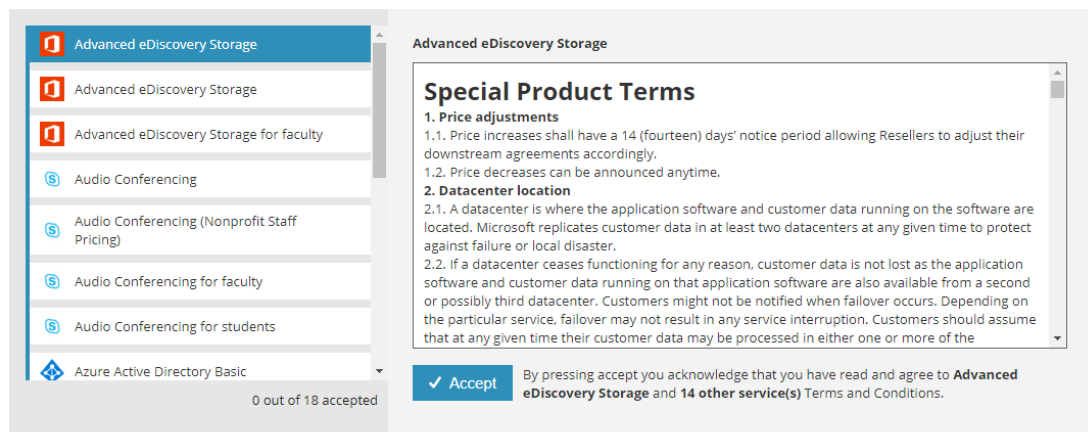 Advanced eDiscovery Storage
Advanced eDiscovery Storage
Advanced eDiscovery Storage for faculty
Audio Conferencing
Audio Conferencing (Nonprofit Staff
Pricing)
Audio Conferencing for faculty
Audio Conferencing for students
Azure Active Directory Basic
0 out of 18 accepted
Advanced eDiscovery Storage
Special Product Terms
1. Price adjustments
1.1. Price increases shall have a 14 (fourteen) days’ notice period allowing Resellers to adjust their
downstream agreements accordingly.
1.2. Price decreases can be announced anytime.
2. Datacenter location
2.1. A datacenter is where the application software and customer data running on the software are
located. Microsoft replicates customer data in at least two datacenters at any given time to protect
against failure or local disaster.
2.2. If a datacenter ceases functioning for any reason, customer data is not lost as the application
software and customer data running on that application software are also available from a second
or possibly third datacenter. Customers might not be notified when failover occurs. Depending on
the particular service, failover may not result in any service interruption. Customers should assume
that at any given time their customer data may be processed in either one or more of the
Accept
By pressing accept you acknowledge that you have read and agree to Advanced
eDiscovery Storage and 14 other service(s) Terms and Conditions.